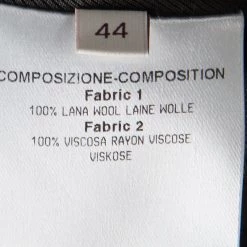 44
COMPOSIZIONE-COMPOSITION
Fabric 1
100% LANA WOOL LAINE WOLLE
Fabric 2
100% VISCOSA RAYON VISCOSE
VISKOSE